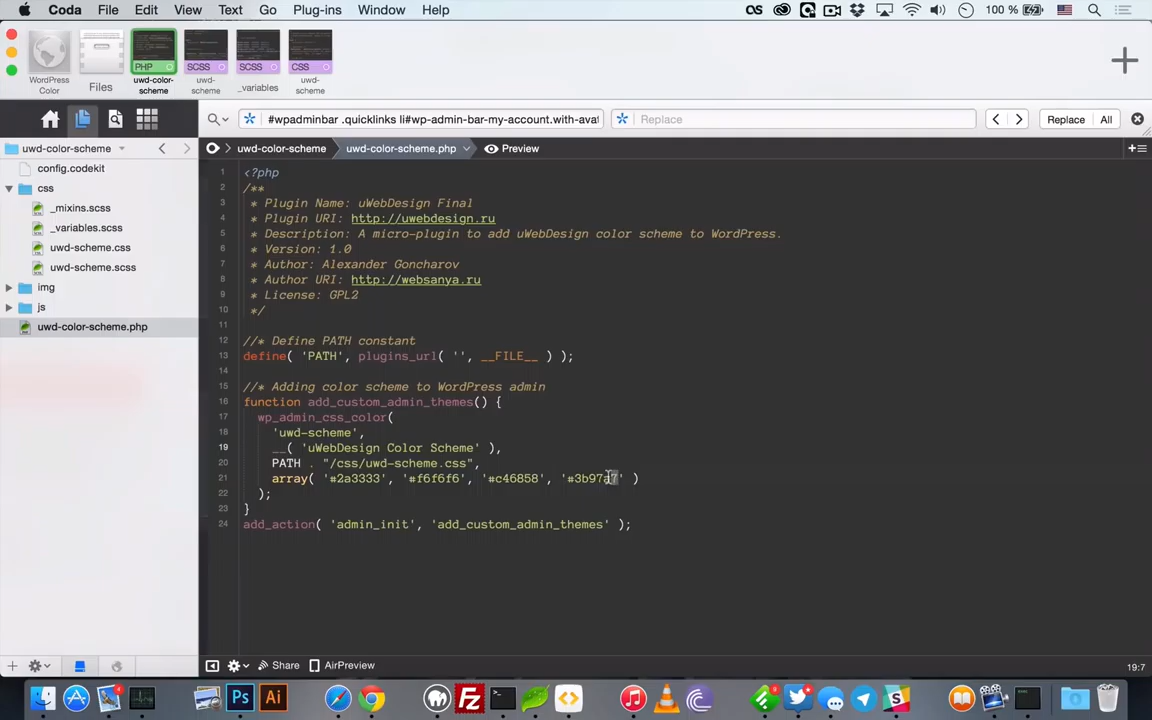 Coda File Edit View Text Go Plug-ins Window Help 100 %
PHP SCSS SCSS CSS
WordPress Color
Files
uwd-color-scheme
uwd-scheme
_variables
uwd-scheme
#wpadminbar .quicklinks li#wp-admin-bar-my-account.with-avat
Replace
Replace All
uwd-color-scheme
uwd-color-scheme uwd-color-scheme.php Preview
config.codekit
css
_mixins.scss
_variables.scss
uwd-scheme.css
uwd-scheme.scss
img
js
uwd-color-scheme.php
1 <?php
2 /**
3 * Plugin Name: uWebDesign Final
4 * Plugin URI: http://uwebdesign.ru
5 * Description: A micro-plugin to add uWebDesign color scheme to WordPress.
6 * Version: 1.0
7 * Author: Alexander Goncharov
8 * Author URI: http://websanya.ru
9 * License: GPL2
10 */
11
12 //* Define PATH constant
13 define( 'PATH', plugins_url( '', __FILE__ ) );
14
15 //* Adding color scheme to WordPress admin
16 function add_custom_admin_themes() {
17 wp_admin_css_color(
18 'uwd-scheme',
19 __( 'uWebDesign Color Scheme' ),
20 PATH . "/css/uwd-scheme.css",
21 array( '#2a3333', '#f6f6f6', '#c46858', '#3b97a7' )
22 );
23 }
24 add_action( 'admin_init', 'add_custom_admin_themes' );
Share AirPreview
19:7
Ps Ai